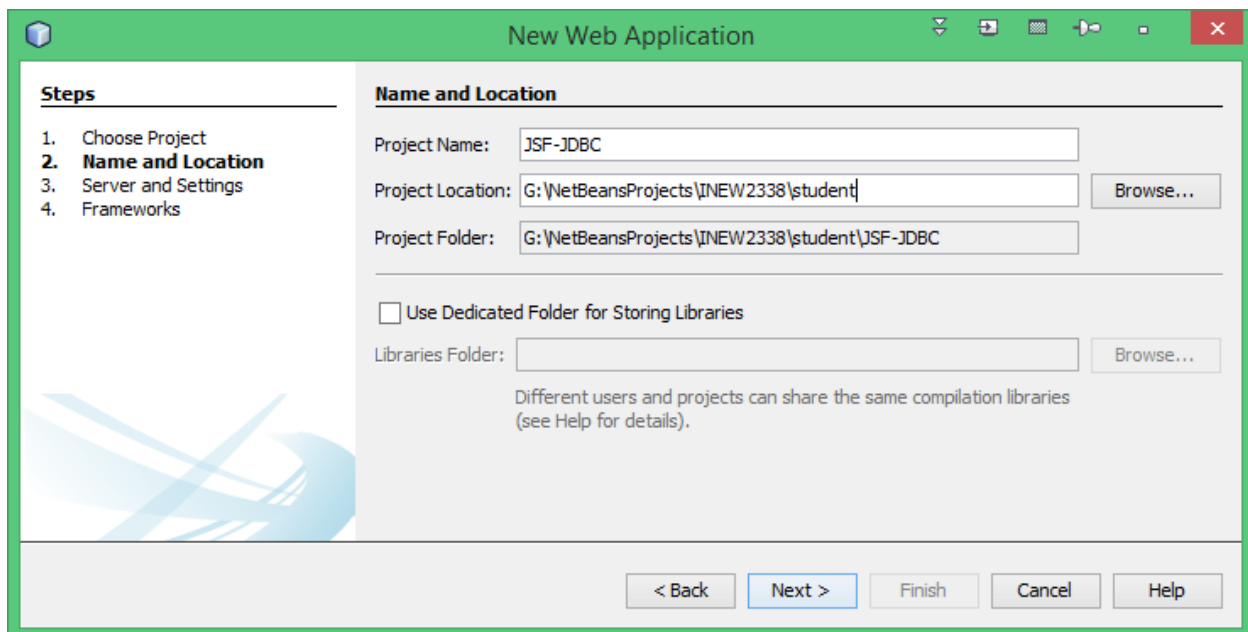 New Web Application
Steps
1. Choose Project
2. Name and Location
3. Server and Settings
4. Frameworks
Name and Location
Project Name: JSF-JDBC
Project Location: G:\NetBeansProjects\INEW2338\student Browse...
Project Folder: G:\NetBeansProjects\INEW2338\student\JSF-JDBC
Use Dedicated Folder for Storing Libraries
Libraries Folder: Browse...
Different users and projects can share the same compilation libraries
(see Help for details).
< Back Next > Finish Cancel Help